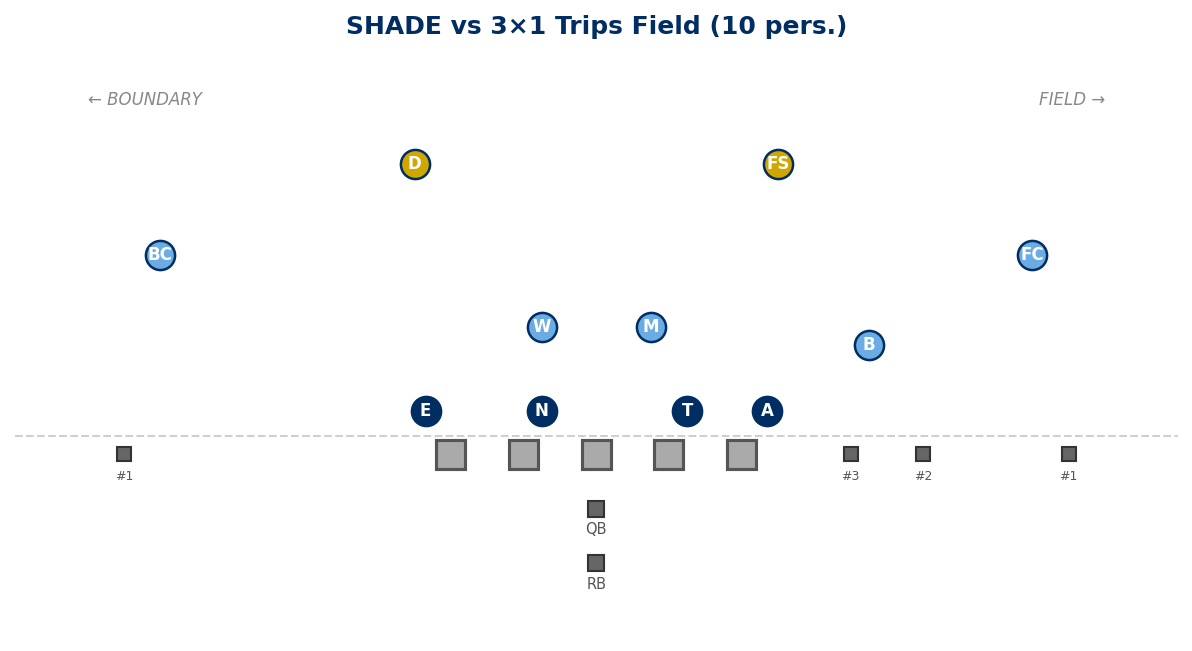 SHADE vs 3×1 Trips Field (10 pers.)
← BOUNDARY
FIELD →
D
FS
BC
FC
W
M
B
E
N
T
A
#1
#3
#2
#1
QB
RB